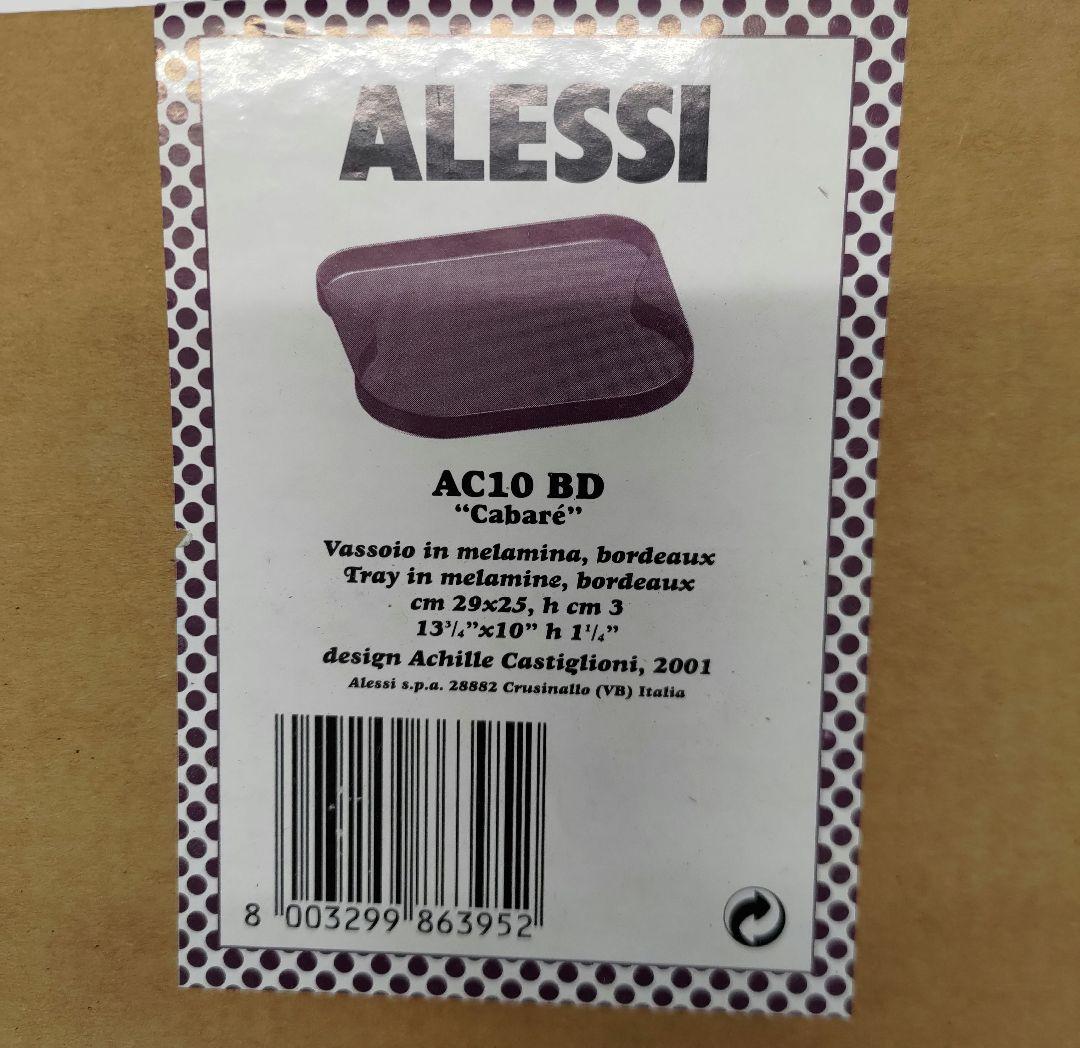 ALESSI
AC10 BD
“Cabaré”
Vassoio in melamina, bordeaux
Tray in melamine, bordeaux
cm 29x25, h cm 3
13³/₄”x10” h 1¹/₄”
design Achille Castiglioni, 2001
Alessi s.p.a. 28882 Crusinallo (VB) Italia
8 003299 863952